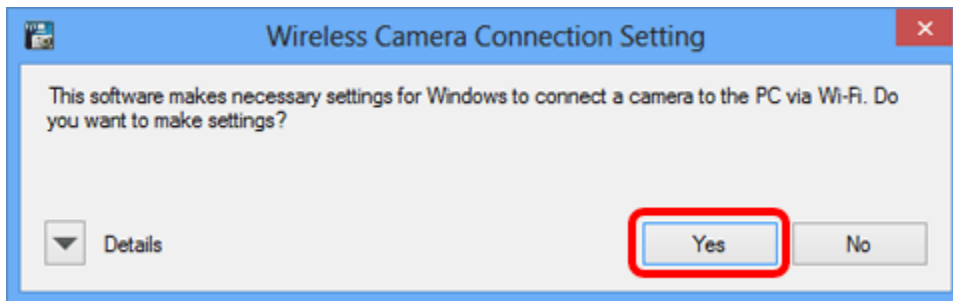 Wireless Camera Connection Setting
This software makes necessary settings for Windows to connect a camera to the PC via Wi-Fi. Do
you want to make settings?
Details
Yes
No